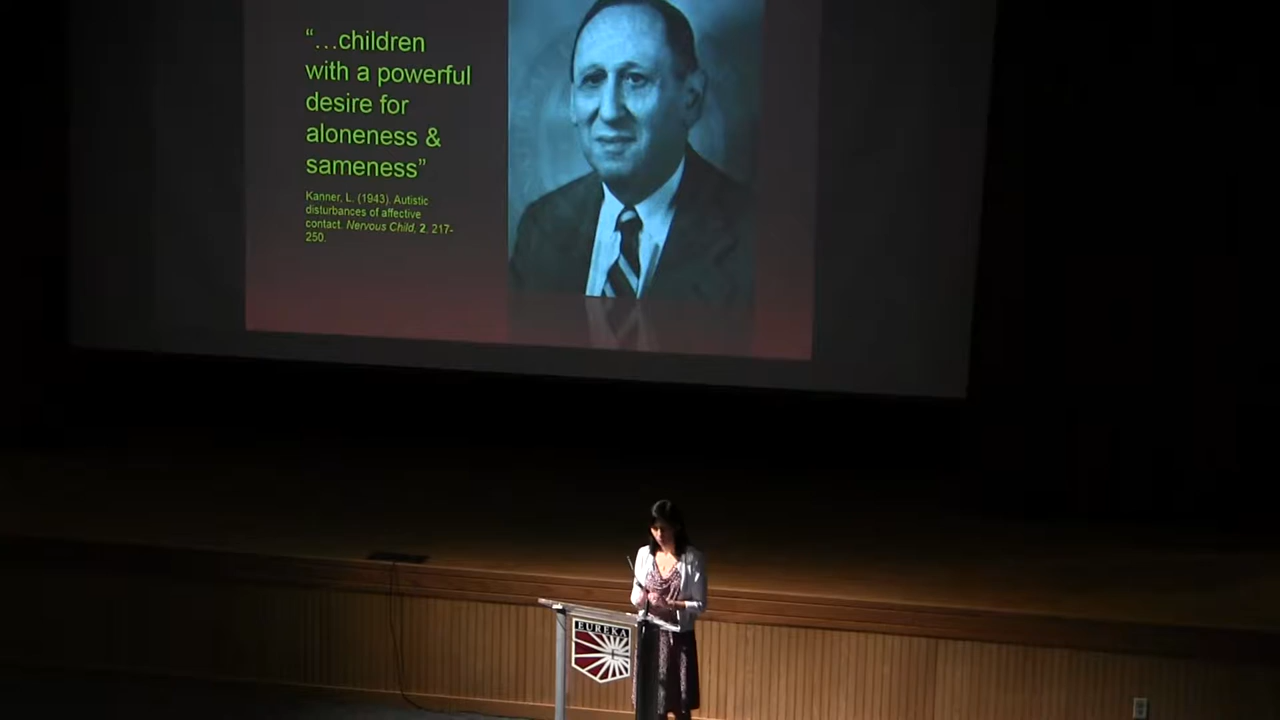 “…children
with a powerful
desire for
aloneness &
sameness”
Kanner, L. (1943). Autistic
disturbances of affective
contact. Nervous Child, 2, 217-
250.
EUREKA